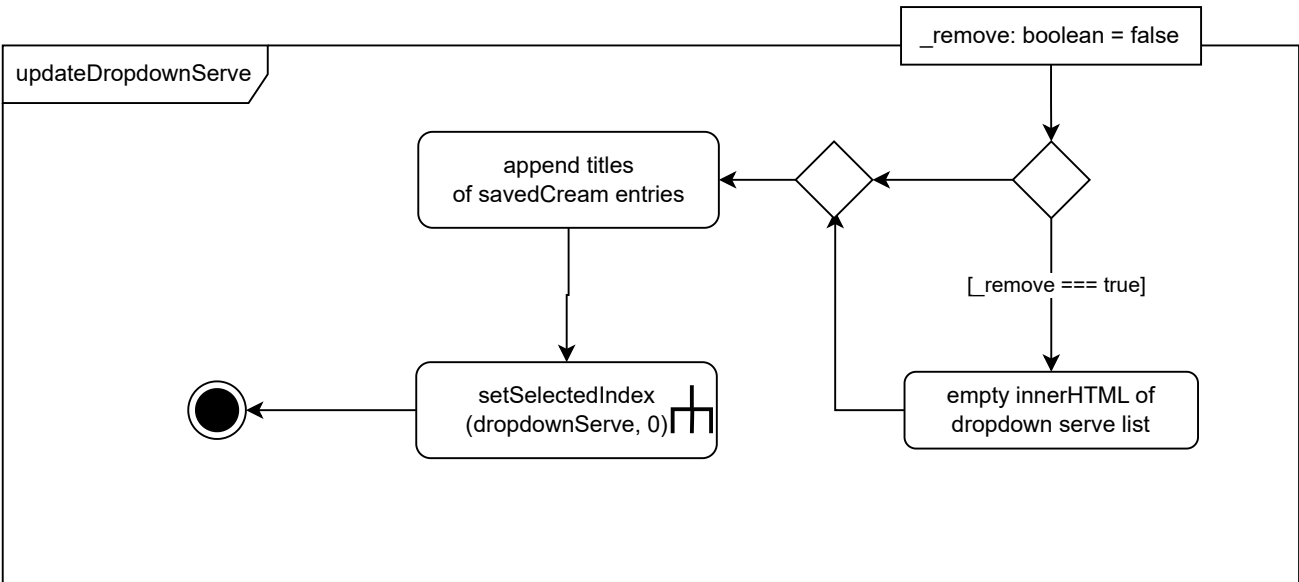 _remove: boolean = false
updateDropdownServe
append titles
of savedCream entries
[_remove === true]
setSelectedIndex
(dropdownServe, 0)
empty innerHTML of
dropdown serve list